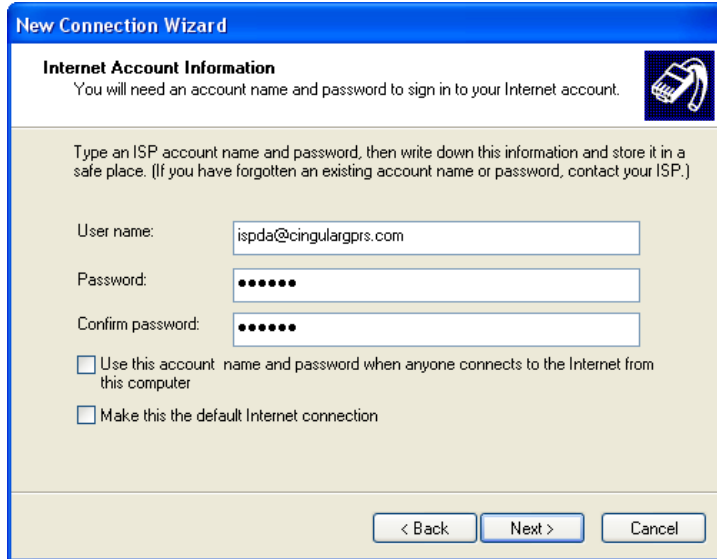 New Connection Wizard
Internet Account Information
You will need an account name and password to sign in to your Internet account.
Type an ISP account name and password, then write down this information and store it in a
safe place. (If you have forgotten an existing account name or password, contact your ISP.)
User name:
ispda@cingulargprs.com
Password:
●●●●●●
Confirm password:
●●●●●●
Use this account name and password when anyone connects to the Internet from
this computer
Make this the default Internet connection
< Back
Next >
Cancel